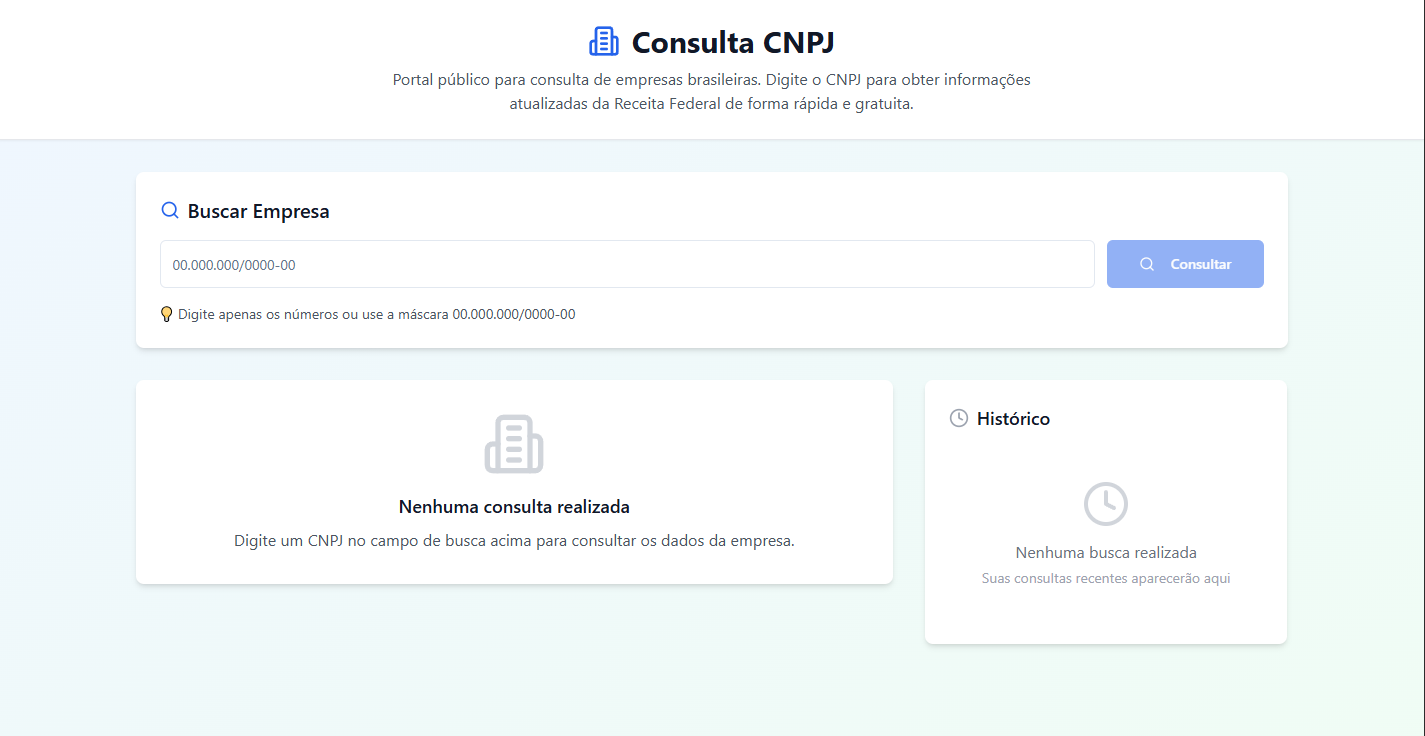 Consulta CNPJ
Portal público para consulta de empresas brasileiras. Digite o CNPJ para obter informações
atualizadas da Receita Federal de forma rápida e gratuita.
Buscar Empresa
00.000.000/0000-00
Consultar
Digite apenas os números ou use a máscara 00.000.000/0000-00
Nenhuma consulta realizada
Digite um CNPJ no campo de busca acima para consultar os dados da empresa.
Histórico
Nenhuma busca realizada
Suas consultas recentes aparecerão aqui